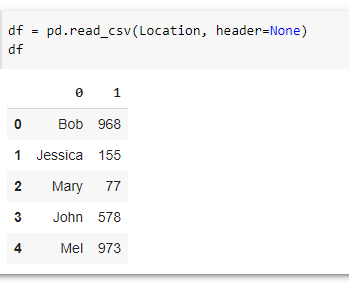 df = pd.read_csv(Location, header=None)
df
0 1
0 Bob 968
1 Jessica 155
2 Mary 77
3 John 578
4 Mel 973